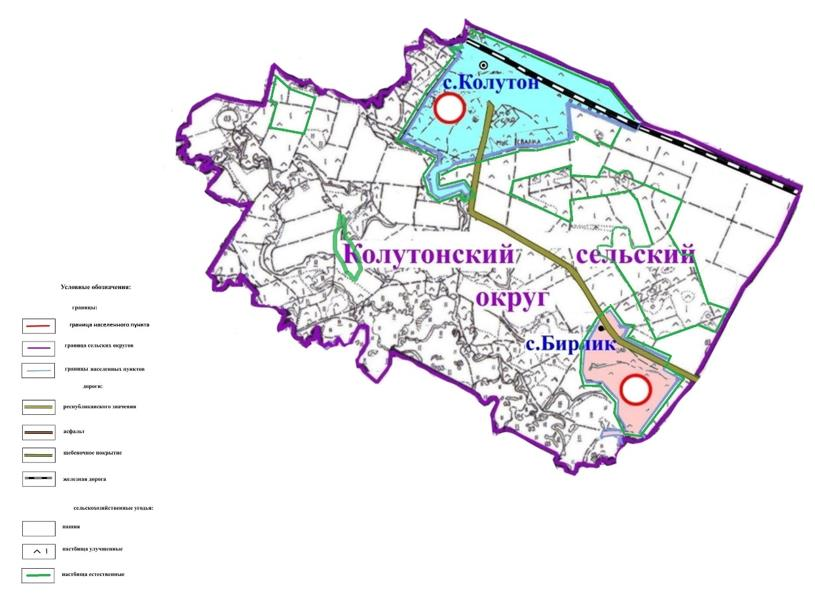 с.Колутон
Колутонский сельский
округ
с.Бирлик
Условные обозначения:
границы:
граница населенного пункта
граница сельских округов
границы населенных пунктов
дороги:
республиканского значения
асфальт
щебеночное покрытие
железная дорога
сельскохозяйственные угодья:
пашня
пастбища улучшенные
пастбища естественные